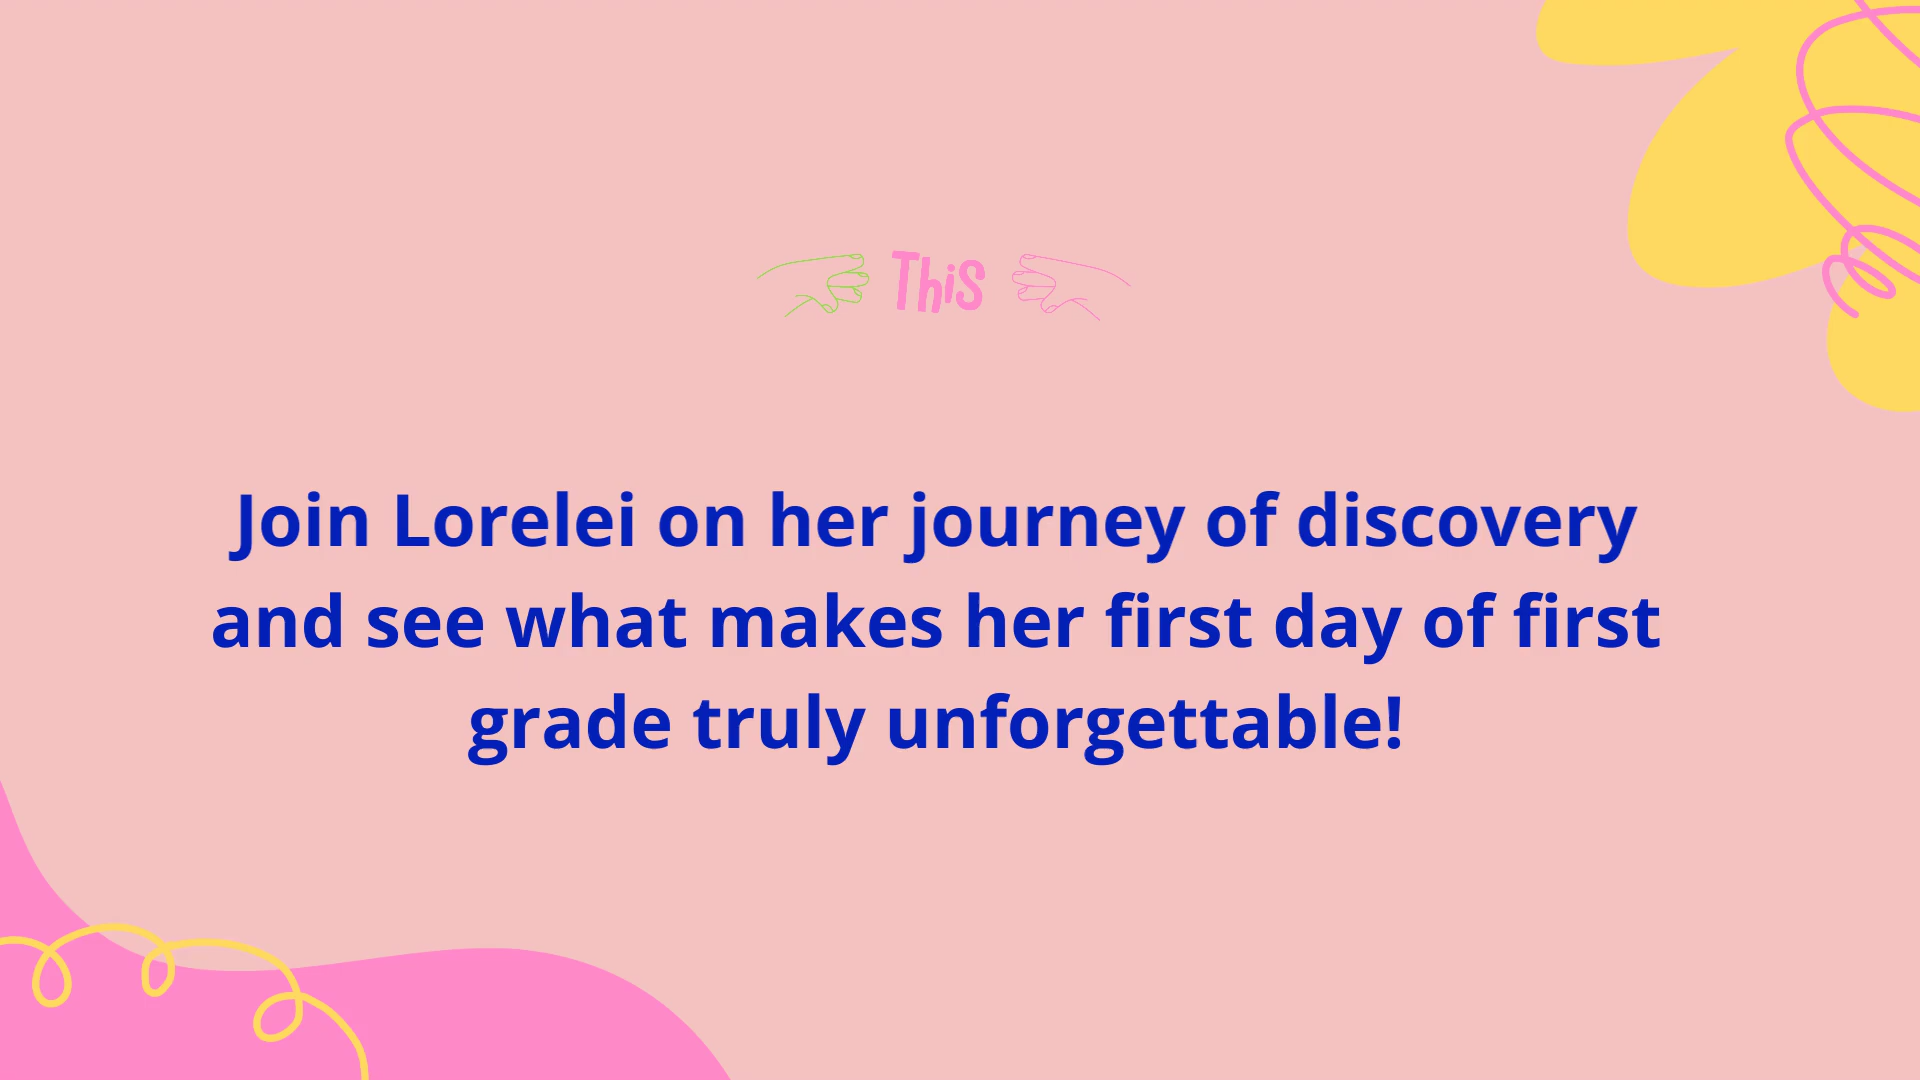 This
Join Lorelei on her journey of discovery
and see what makes her first day of first
grade truly unforgettable!